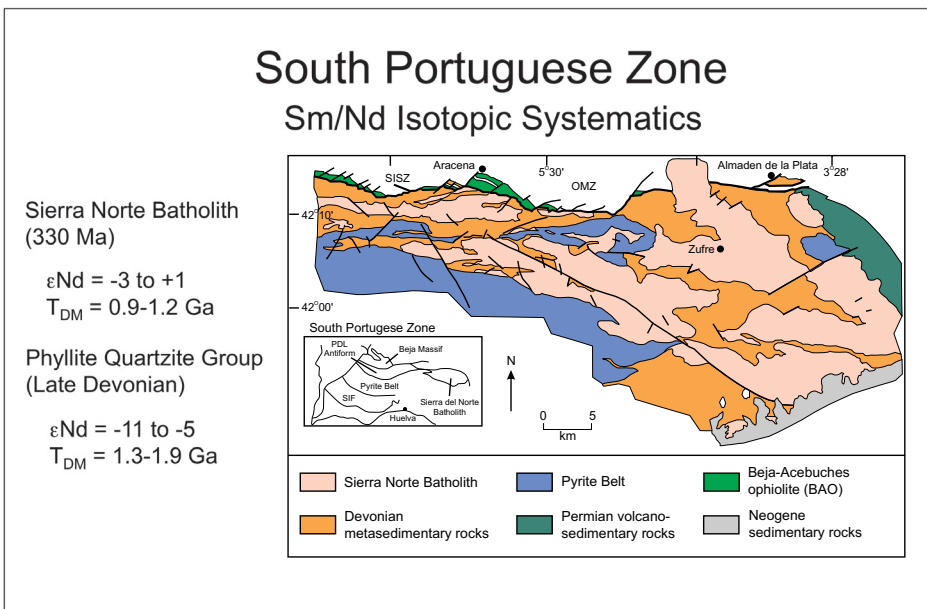 South Portuguese Zone
Sm/Nd Isotopic Systematics
Sierra Norte Batholith
(330 Ma)
εNd = -3 to +1
T_DM = 0.9-1.2 Ga
Phyllite Quartzite Group
(Late Devonian)
εNd = -11 to -5
T_DM = 1.3-1.9 Ga
Aracena
5°30'
Almaden de la Plata
3°28'
SISZ
OMZ
42°10'
Zufre
42°00'
South Portugese Zone
PDL
Antiform
Beja Massif
Pyrite Belt
SIF
Sierra del Norte
Batholith
Huelva
N
0 5
km
Sierra Norte Batholith
Pyrite Belt
Beja-Acebuches
ophiolite (BAO)
Devonian
metasedimentary rocks
Permian volcano-
sedimentary rocks
Neogene
sedimentary rocks